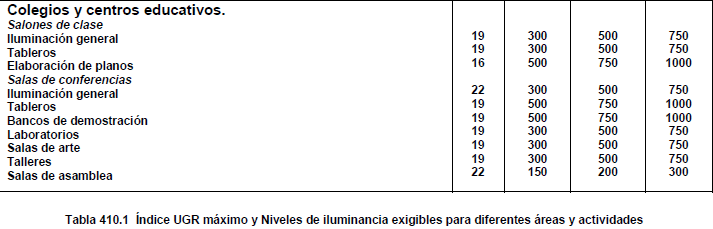 Colegios y centros educativos.
Salones de clase
Iluminación general 19 300 500 750
Tableros 19 300 500 750
Elaboración de planos 16 500 750 1000
Salas de conferencias
Iluminación general 22 300 500 750
Tableros 19 500 750 1000
Bancos de demostración 19 500 750 1000
Laboratorios 19 300 500 750
Salas de arte 19 300 500 750
Talleres 19 300 500 750
Salas de asamblea 22 150 200 300
Tabla 410.1 Índice UGR máximo y Niveles de iluminancia exigibles para diferentes áreas y actividades